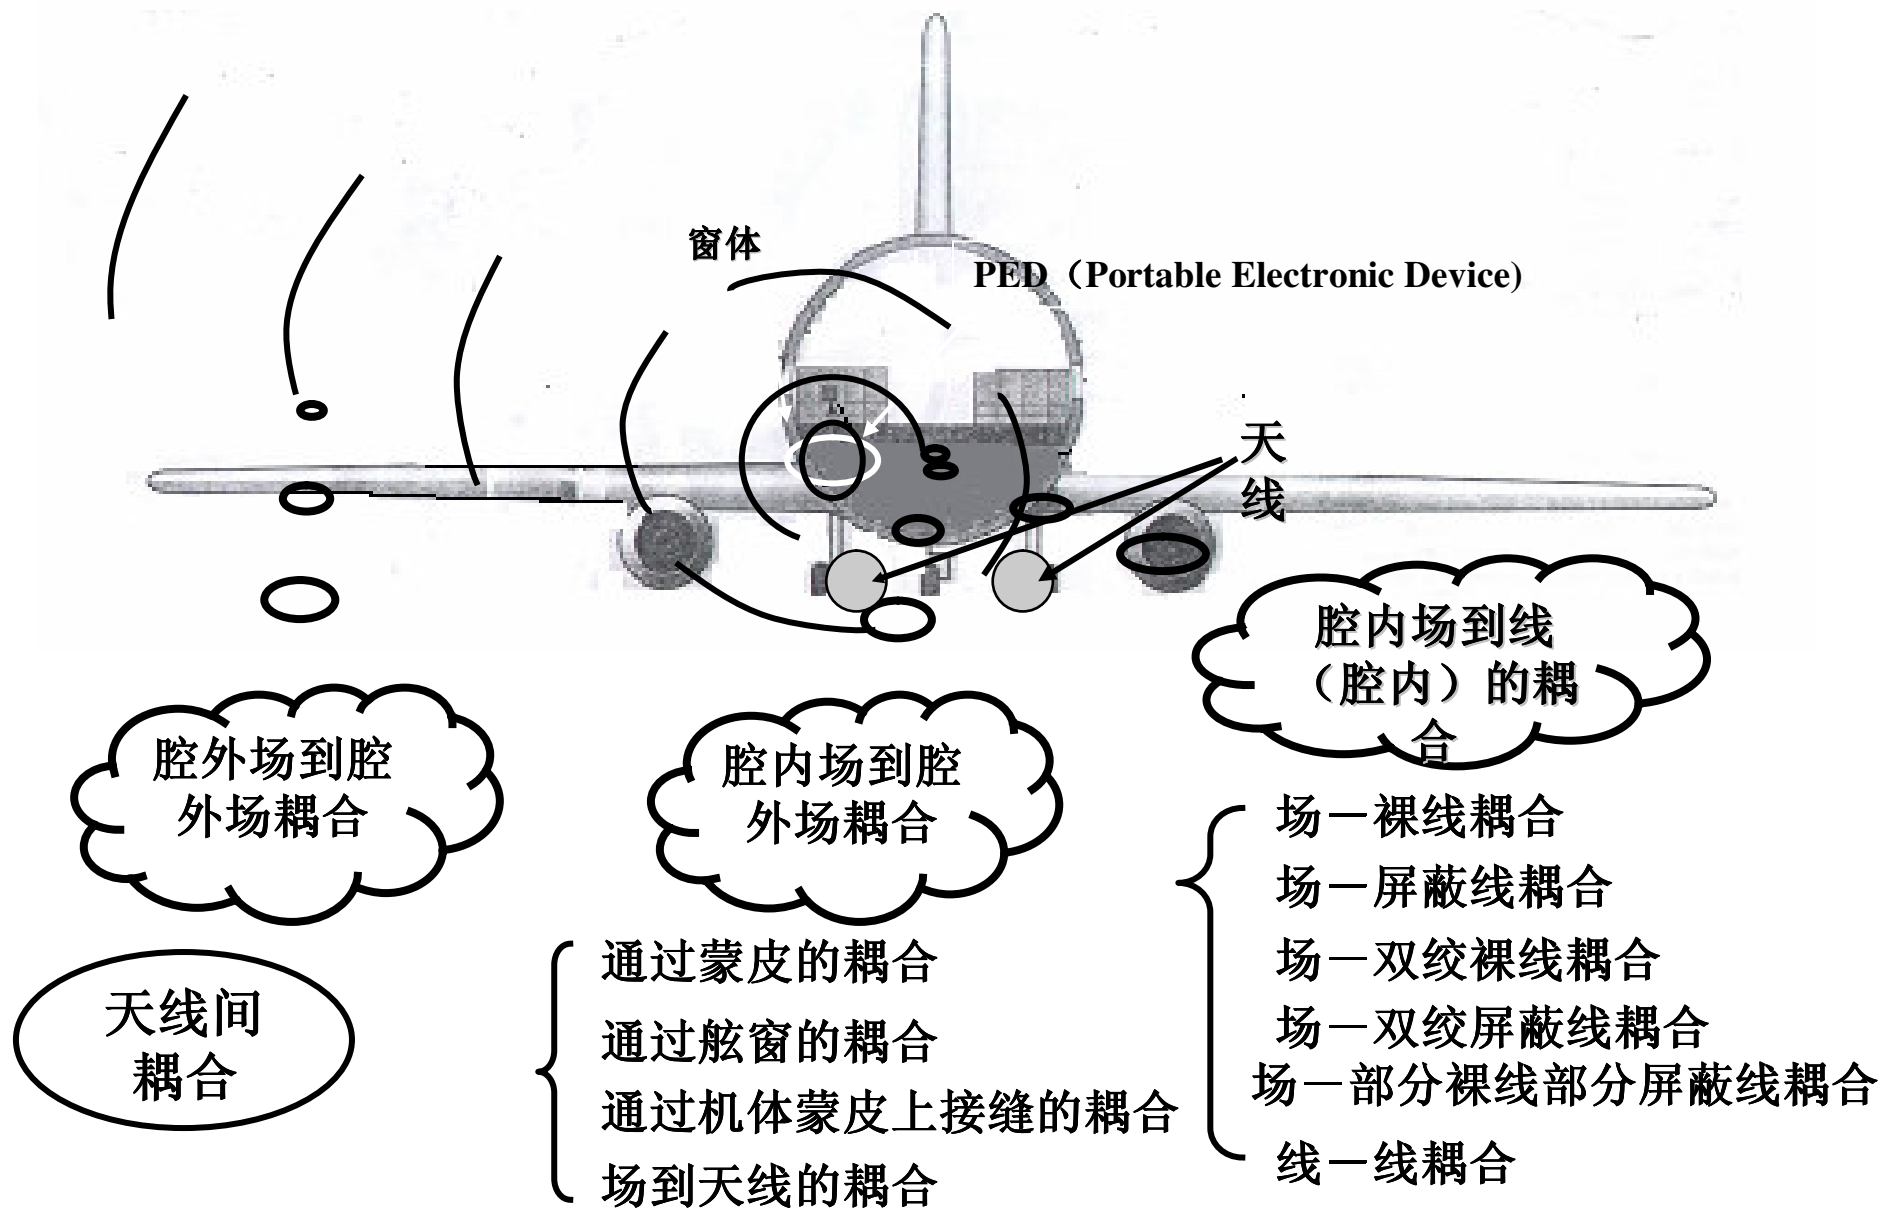 窗体
PED（Portable Electronic Device)
天
线
腔内场到线
（腔内）的耦
合
腔外场到腔
外场耦合
腔内场到腔
外场耦合
天线间
耦合
通过蒙皮的耦合
通过舷窗的耦合
通过机体蒙皮上接缝的耦合
场到天线的耦合
场－裸线耦合
场－屏蔽线耦合
场－双绞裸线耦合
场－双绞屏蔽线耦合
场－部分裸线部分屏蔽线耦合
线－线耦合